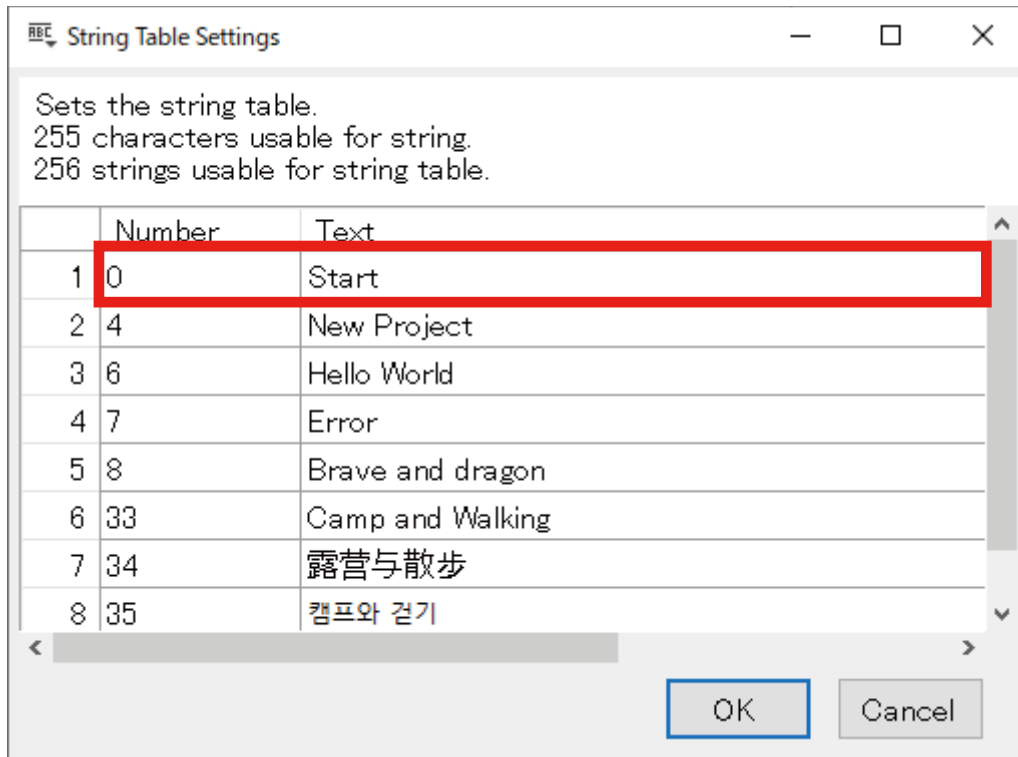 String Table Settings
Sets the string table.
255 characters usable for string.
256 strings usable for string table.
Number Text
1 0 Start
2 4 New Project
3 6 Hello World
4 7 Error
5 8 Brave and dragon
6 33 Camp and Walking
7 34 露营与散步
8 35 캠프와 걷기
OK Cancel